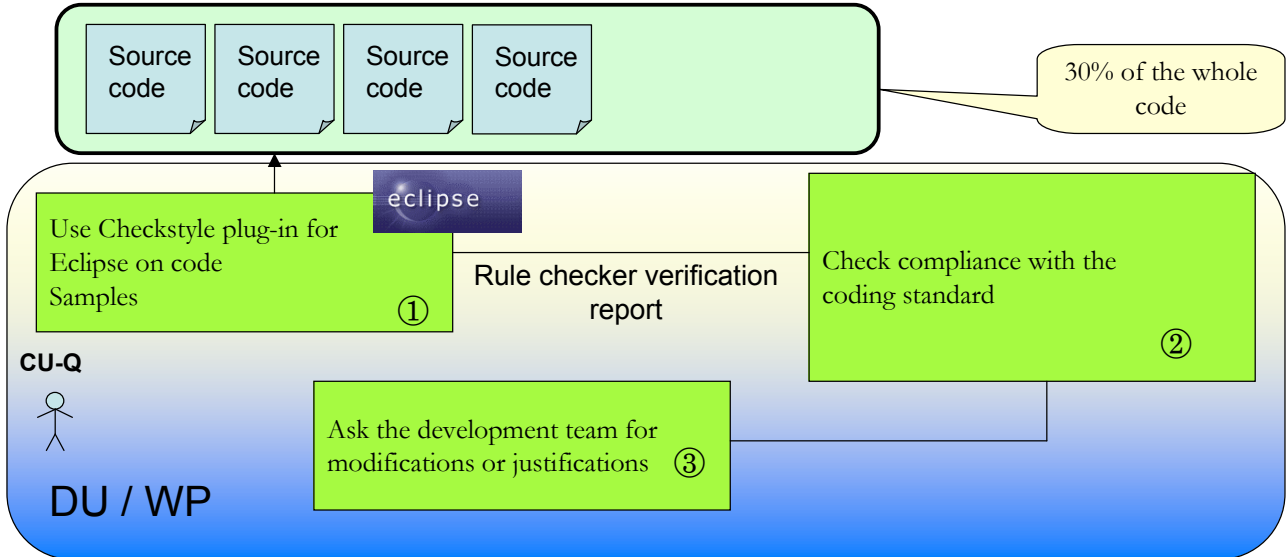 Source
code
Source
code
Source
code
Source
code
30% of the whole
code
eclipse
Use Checkstyle plug-in for
Eclipse on code
Samples
①
Rule checker verification
report
Check compliance with the
coding standard
②
CU-Q
Ask the development team for
modifications or justifications
③
DU / WP